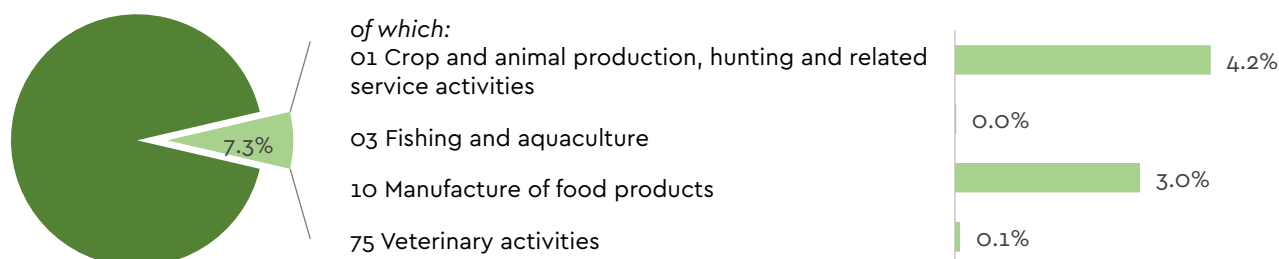 of which:
01 Crop and animal production, hunting and related
service activities
4.2%
03 Fishing and aquaculture
0.0%
7.3%
10 Manufacture of food products
3.0%
75 Veterinary activities
0.1%